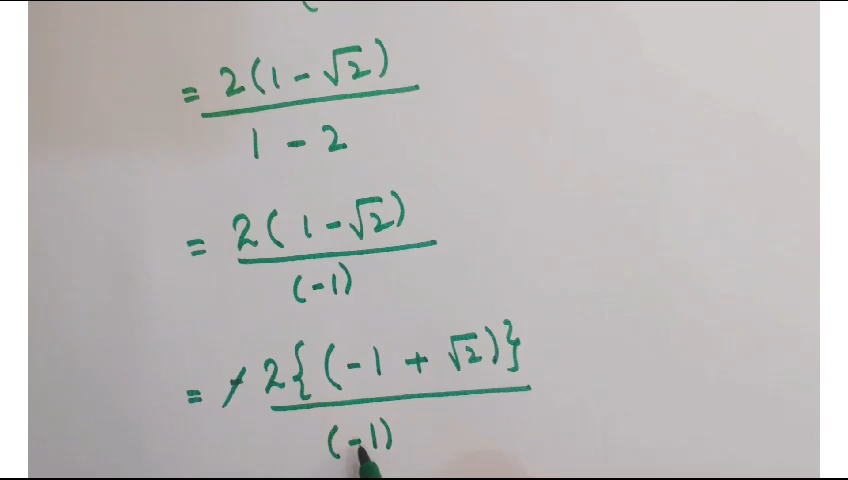 = 2(1-√2)
1 - 2
= 2(1-√2)
(-1)
= -2{(-1 + √2)}
(-1)